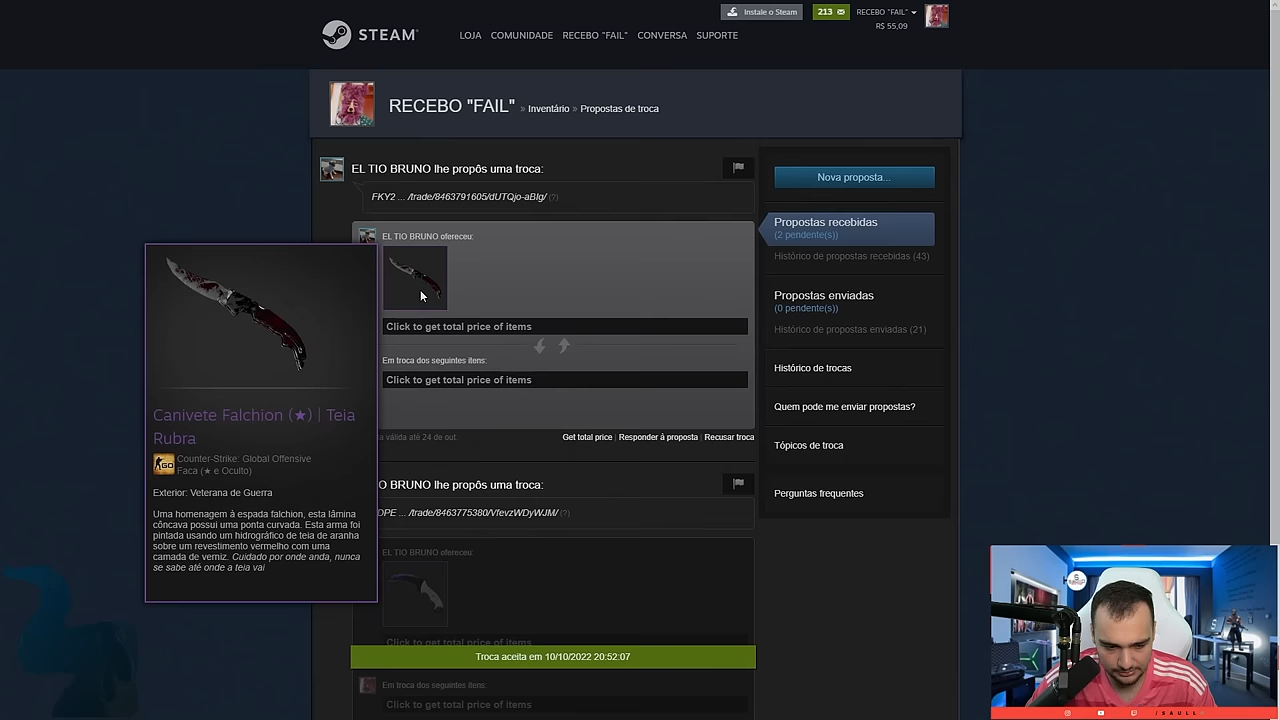 Instale o Steam
213
RECEBO "FAIL"
R$ 55,09
STEAM
LOJA COMUNIDADE RECEBO "FAIL" CONVERSA SUPORTE
RECEBO "FAIL" » Inventário » Propostas de troca
EL TIO BRUNO lhe propôs uma troca:
FKY2 ... /trade/8463791605/dUTQjo-aBIg/ (?)
EL TIO BRUNO ofereceu:
Click to get total price of items
Em troca dos seguintes itens:
Click to get total price of items
a válida até 24 de out.
Get total price | Responder à proposta | Recusar troca
Canivete Falchion (★) | Teia
Rubra
GO
Counter-Strike: Global Offensive
Faca (★ e Oculto)
Exterior: Veterana de Guerra
Uma homenagem à espada falchion, esta lâmina
côncava possui uma ponta curvada. Esta arma foi
pintada usando um hidrográfico de teia de aranha
sobre um revestimento vermelho com uma
camada de verniz. Cuidado por onde anda, nunca
se sabe até onde a teia vai
O BRUNO lhe propôs uma troca:
OPE ... /trade/8463775380/VfevzWDyWJM/ (?)
EL TIO BRUNO ofereceu:
Click to get total price of items
Troca aceita em 10/10/2022 20:52:07
Em troca dos seguintes itens:
Click to get total price of items
Nova proposta...
Propostas recebidas
(2 pendente(s))
Histórico de propostas recebidas (43)
Propostas enviadas
(0 pendente(s))
Histórico de propostas enviadas (21)
Histórico de trocas
Quem pode me enviar propostas?
Tópicos de troca
Perguntas frequentes